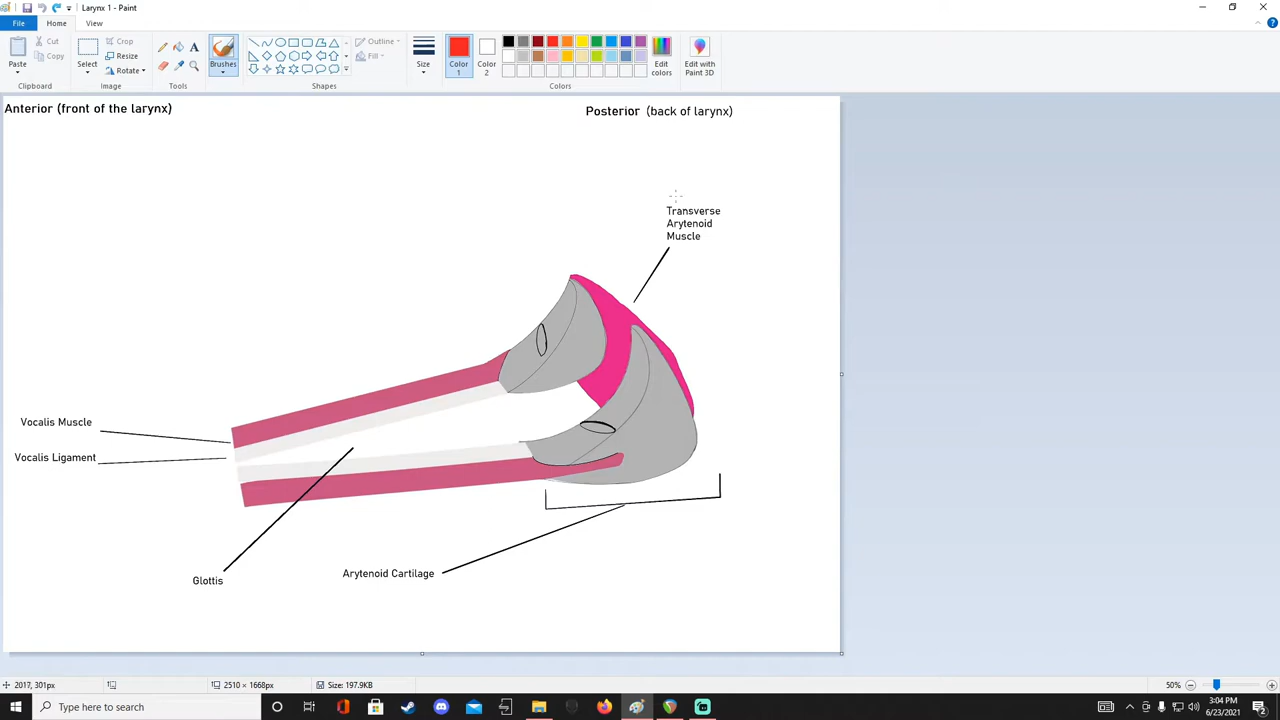 Larynx 1 - Paint
File
Home
View
Paste
Cut
Copy
Clipboard
Select
Crop
Resize
Rotate
Image
A
Tools
Brushes
Outline
Fill
Shapes
Size
Color
1
Color
2
Colors
Edit
colors
Edit with
Paint 3D
Anterior (front of the larynx)
Posterior (back of larynx)
Transverse
Arytenoid
Muscle
Vocalis Muscle
Vocalis Ligament
Glottis
Arytenoid Cartilage
2017, 301px
2510 × 1668px
Size: 197.9KB
50%
Type here to search
3:04 PM
6/23/2021